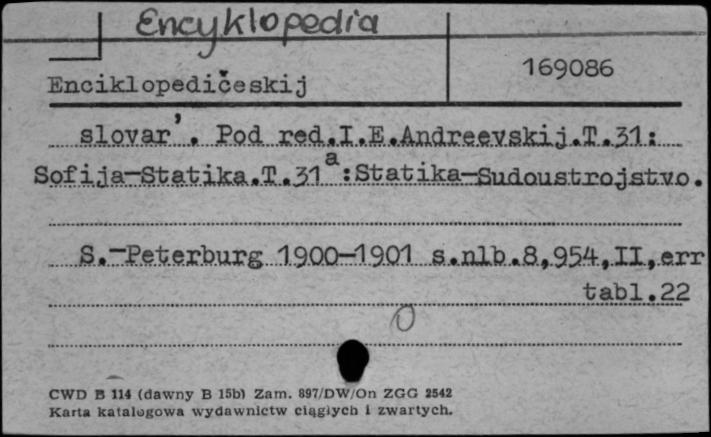 Encyklopedia
169086
Enciklopedičeskij
slovar'. Pod red.I.E.Andreevskij.T.31:
Sofija-Statika.T.31a:Statika-Sudoustrojstvo.
S.-Peterburg 1900-1901 s.nlb.8,954,II,err
tabl.22
0
CWD B 114 (dawny B 15b) Zam. 897/DW/On ZGG 2542
Karta katalogowa wydawnictw ciągłych i zwartych.